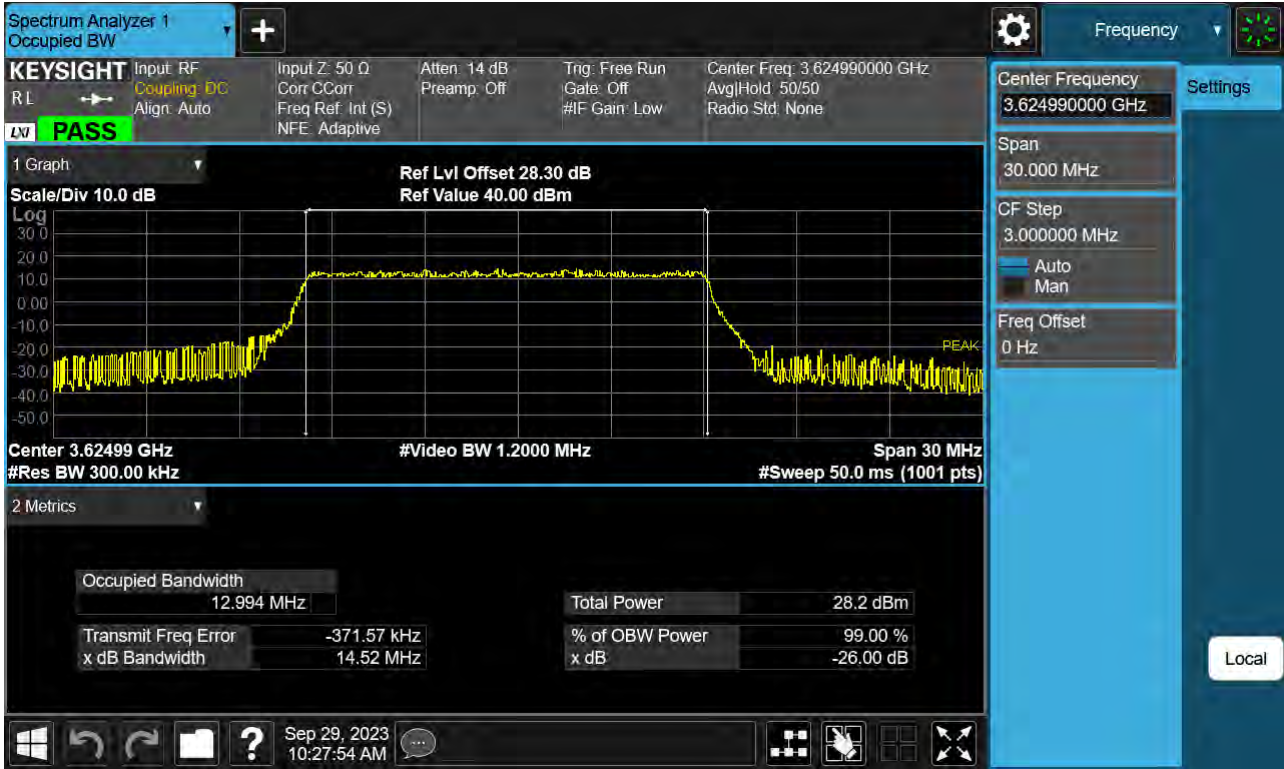 Spectrum Analyzer 1
Occupied BW
Frequency
KEYSIGHT
RL
LXI
PASS
Input: RF
Coupling: DC
Align: Auto
Input Z: 50 Ω
Corr CCorr
Freq Ref: Int (S)
NFE: Adaptive
Atten: 14 dB
Preamp: Off
Trig: Free Run
Gate: Off
#IF Gain: Low
Center Freq: 3.624990000 GHz
Avg|Hold: 50/50
Radio Std: None
Center Frequency
3.624990000 GHz
Settings
Span
30.000 MHz
CF Step
3.000000 MHz
Auto
Man
Freq Offset
0 Hz
Local
1 Graph
Scale/Div 10.0 dB
Ref Lvl Offset 28.30 dB
Ref Value 40.00 dBm
Log
30.0
20.0
10.0
0.00
-10.0
-20.0
-30.0
-40.0
-50.0
PEAK
Center 3.62499 GHz
#Video BW 1.2000 MHz
Span 30 MHz
#Res BW 300.00 kHz
#Sweep 50.0 ms (1001 pts)
2 Metrics
Occupied Bandwidth
12.994 MHz
Total Power 28.2 dBm
Transmit Freq Error -371.57 kHz
% of OBW Power 99.00 %
x dB Bandwidth 14.52 MHz
x dB -26.00 dB
Sep 29, 2023
10:27:54 AM